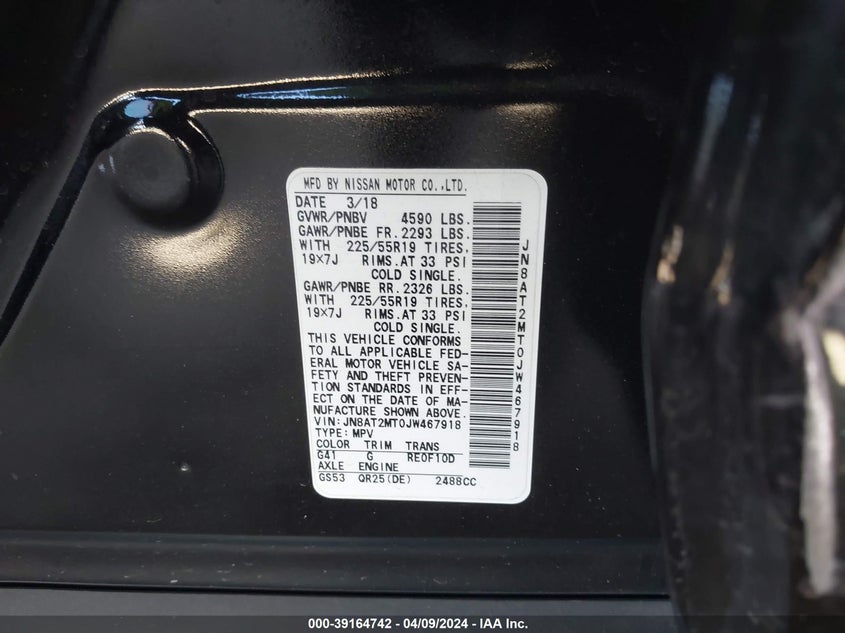 MFD BY NISSAN MOTOR CO.,LTD.
DATE 3/18
GVWR/PNBV 4590 LBS.
GAWR/PNBE FR. 2293 LBS.
WITH 225/55R19 TIRES,
19×7J RIMS.AT 33 PSI
COLD SINGLE.
GAWR/PNBE RR. 2326 LBS.
WITH 225/55R19 TIRES,
19×7J RIMS.AT 33 PSI
COLD SINGLE.
THIS VEHICLE CONFORMS
TO ALL APPLICABLE FED-
ERAL MOTOR VEHICLE SA-
FETY AND THEFT PREVEN-
TION STANDARDS IN EFF-
ECT ON THE DATE OF MA-
NUFACTURE SHOWN ABOVE.
VIN:JN8AT2MT0JW467918
TYPE:MPV
COLOR TRIM TRANS
G41 G RE0F10D
AXLE ENGINE
GS53 QR25(DE) 2488CC
JN8AT2MT0JW467918
000-39164742 - 04/09/2024 - IAA Inc.